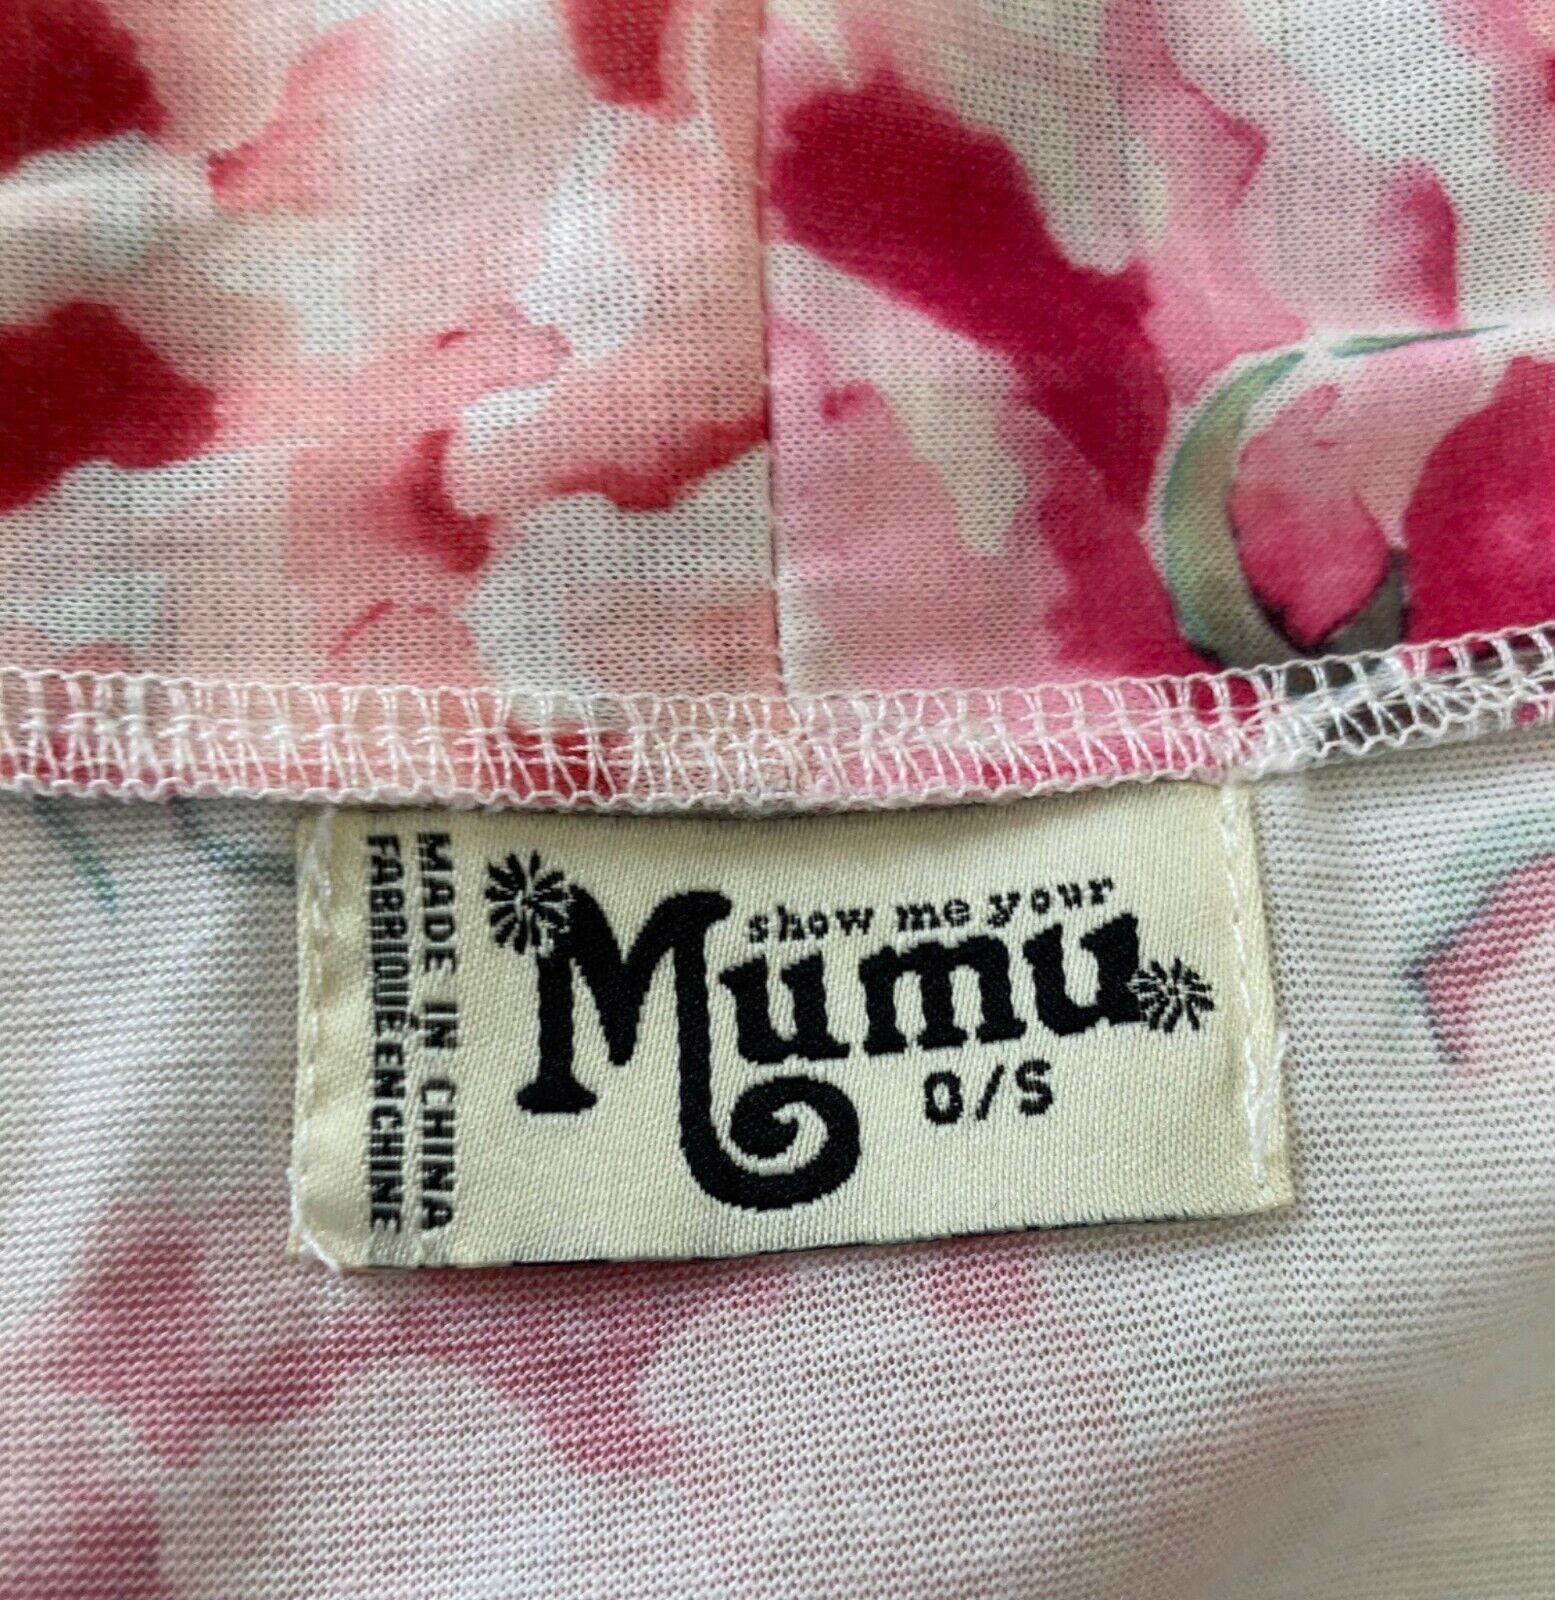 MADE IN CHINA
FABRIQUÉ EN CHINE
show me your
Mumu
O/S